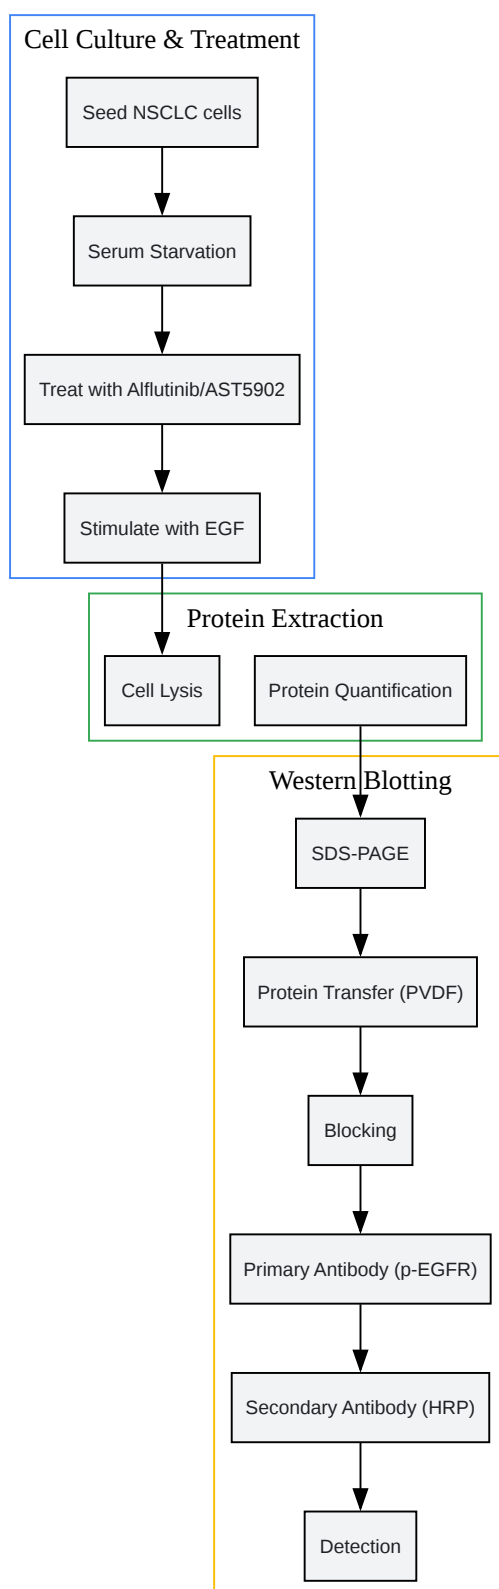 Cell Culture & Treatment
Seed NSCLC cells
Serum Starvation
Treat with Alflutinib/AST5902
Stimulate with EGF
Protein Extraction
Cell Lysis
Protein Quantification
Western Blotting
SDS-PAGE
Protein Transfer (PVDF)
Blocking
Primary Antibody (p-EGFR)
Secondary Antibody (HRP)
Detection